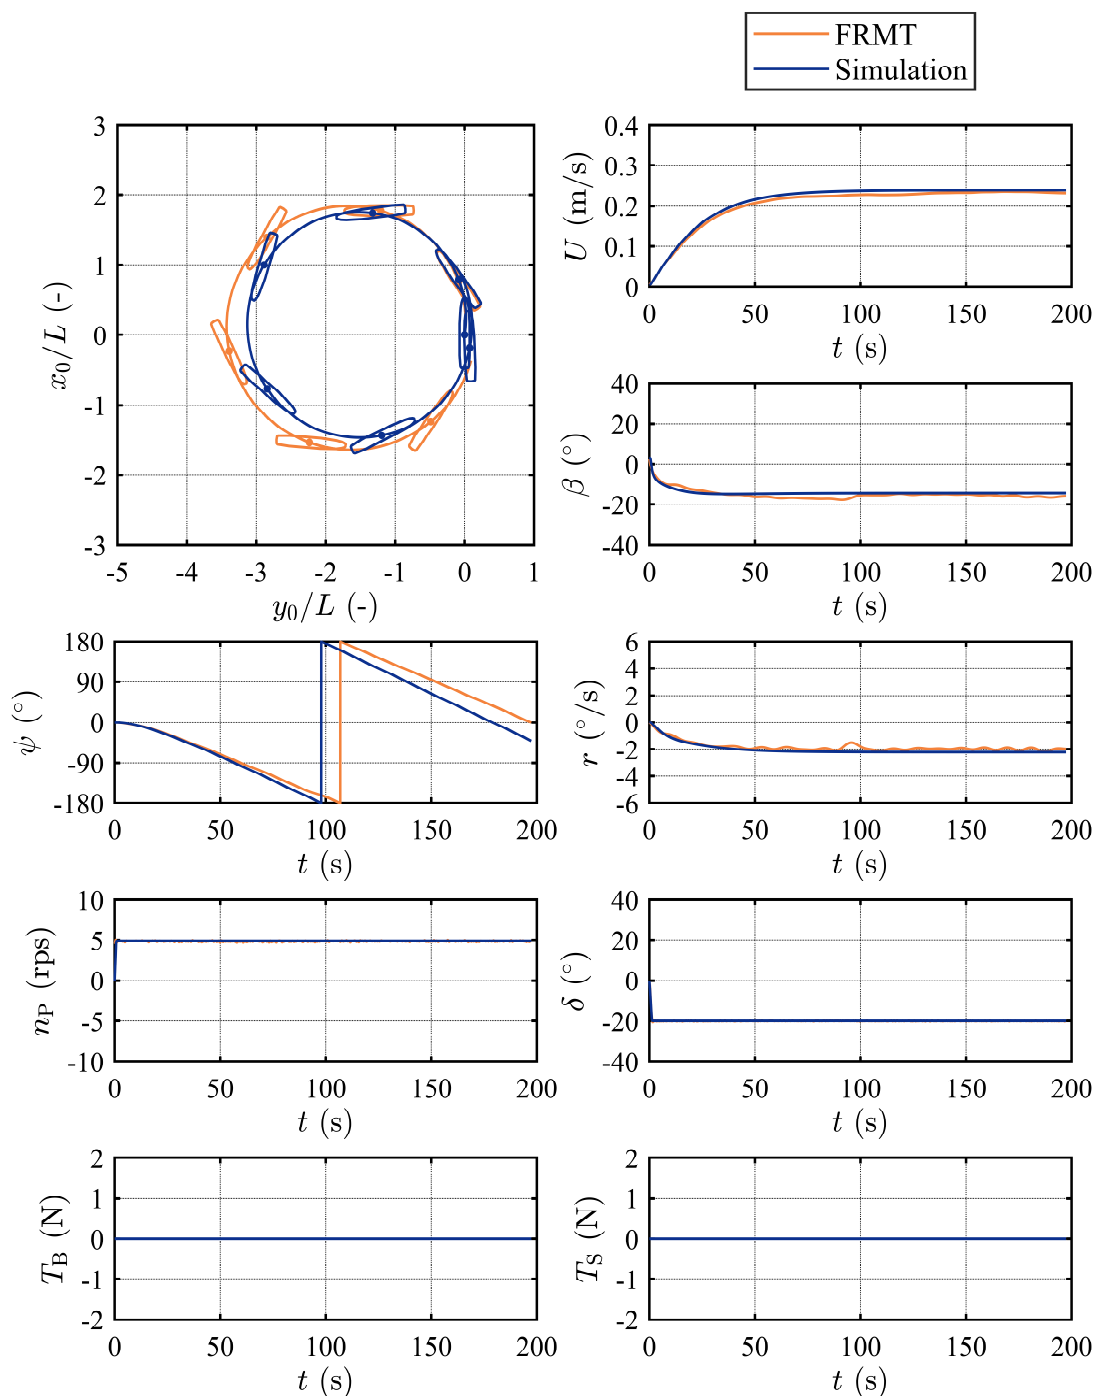 FRMT
Simulation
3
2
1
0
-1
-2
-3
x₀/L (-)
-5 -4 -3 -2 -1 0 1
y₀/L (-)
0.4
0.3
0.2
0.1
0
U (m/s)
0 50 100 150 200
t (s)
40
20
0
-20
-40
β (°)
0 50 100 150 200
t (s)
180
90
0
-90
-180
ψ (°)
0 50 100 150 200
t (s)
6
4
2
0
-2
-4
-6
r (°/s)
0 50 100 150 200
t (s)
10
5
0
-5
-10
n_P (rps)
0 50 100 150 200
t (s)
40
20
0
-20
-40
δ (°)
0 50 100 150 200
t (s)
2
1
0
-1
-2
T_B (N)
0 50 100 150 200
t (s)
2
1
0
-1
-2
T_S (N)
0 50 100 150 200
t (s)